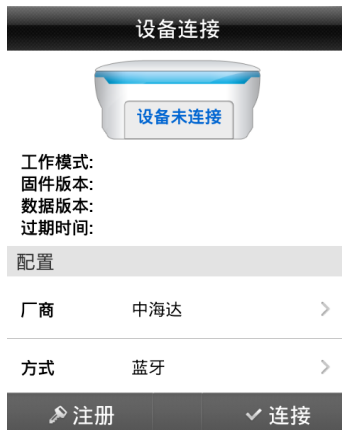 设备连接
设备未连接
工作模式:
固件版本:
数据版本:
过期时间:
配置
厂商 中海达
方式 蓝牙
注册 连接